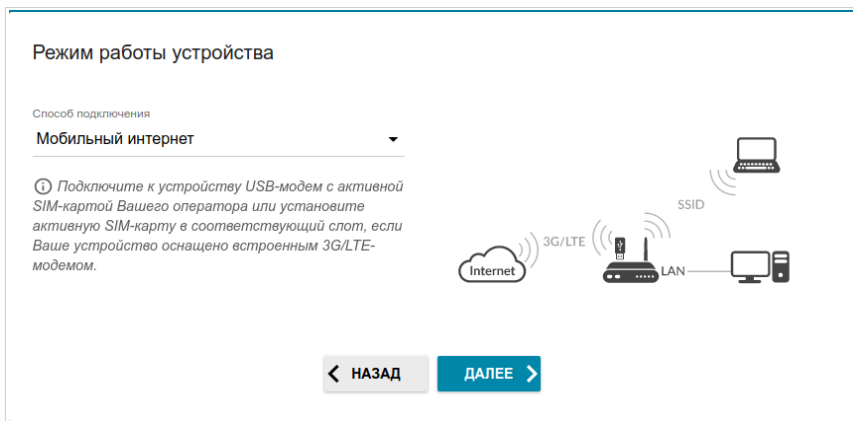 Режим работы устройства
Способ подключения
Мобильный интернет
Подключите к устройству USB-модем с активной
SIM-картой Вашего оператора или установите
активную SIM-карту в соответствующий слот, если
Ваше устройство оснащено встроенным 3G/LTE-
модемом.
SSID
3G/LTE
Internet
LAN
НАЗАД
ДАЛЕЕ